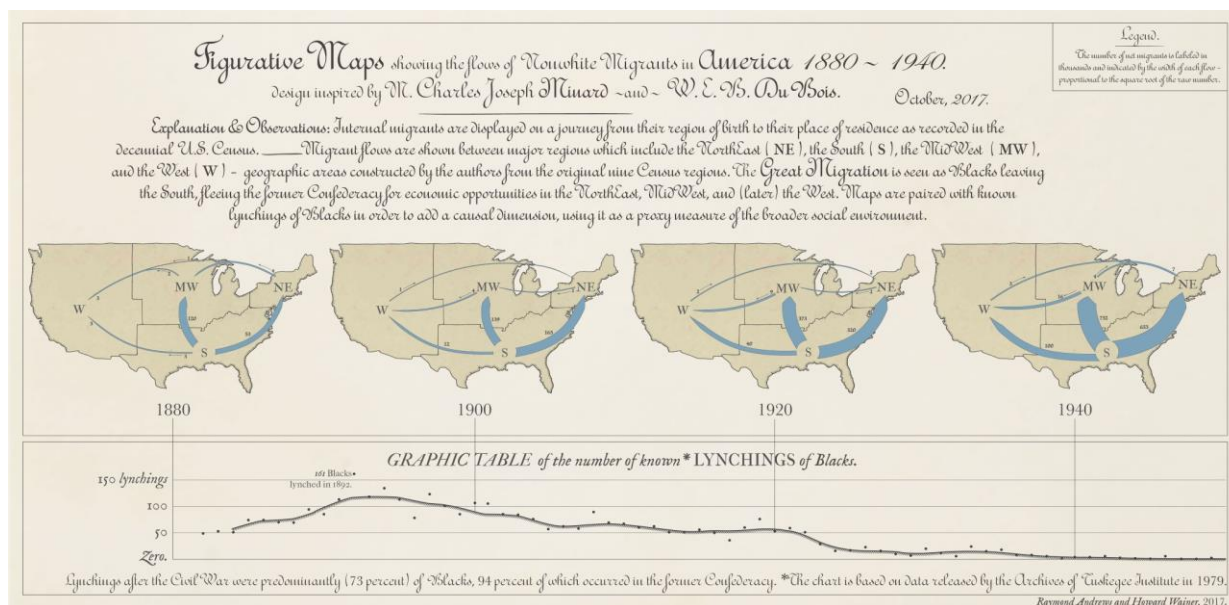 Figurative Maps showing the flows of Nonwhite Migrants in America 1880 ~ 1940.
design inspired by M. Charles Joseph Minard ~and~ W. E. B. Du Bois.
October, 2017.
Legend.
The number of net migrants is labeled in
thousands and indicated by the width of each flow –
proportional to the square root of the raw number.
Explanation & Observations: Internal migrants are displayed on a journey from their region of birth to their place of residence as recorded in the
decennial U.S. Census. ____Migrant flows are shown between major regions which include the NorthEast (NE), the South (S), the MidWest (MW),
and the West (W) – geographic areas constructed by the authors from the original nine Census regions. The Great Migration is seen as Blacks leaving
the South, fleeing the former Confederacy for economic opportunities in the NorthEast, MidWest, and (later) the West. Maps are paired with known
lynchings of Blacks in order to add a causal dimension, using it as a proxy measure of the broader social environment.
W MW NE S
W MW NE S
W MW NE S
W MW NE S
1880 1900 1920 1940
GRAPHIC TABLE of the number of known* LYNCHINGS of Blacks.
161 Blacks
lynched in 1892.
150 lynchings
100
50
Zero.
Lynchings after the Civil War were predominantly (73 percent) of Blacks, 94 percent of which occurred in the former Confederacy. *The chart is based on data released by the Archives of Tuskegee Institute in 1979.
Raymond Andrews and Howard Wainer, 2017.